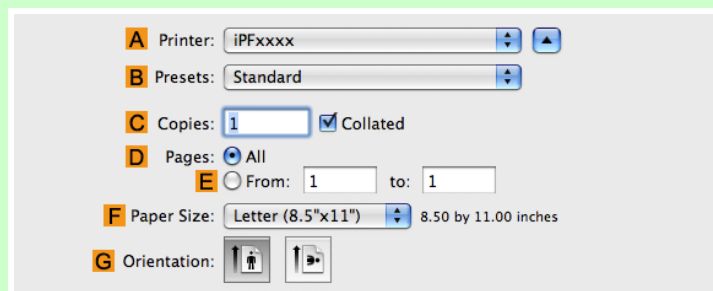 A Printer: iPFxxxx
B Presets: Standard
C Copies: 1 Collated
D Pages: All
E From: 1 to: 1
F Paper Size: Letter (8.5"x11") 8.50 by 11.00 inches
G Orientation: